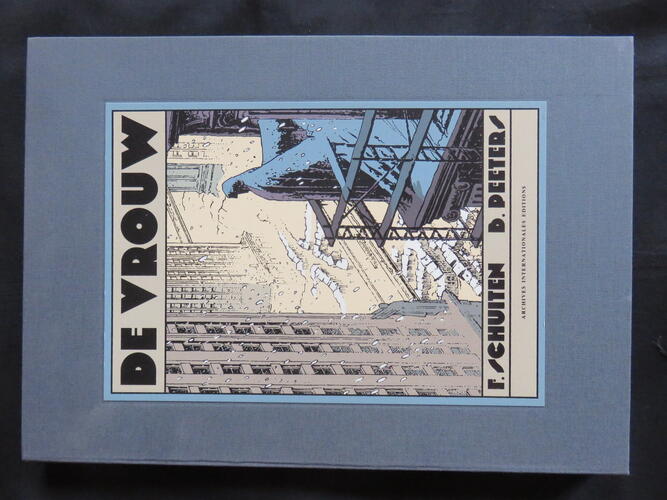 DE VROUW
F. SCHUITEN D. PEETERS
ARCHIVES INTERNATIONALES EDITIONS